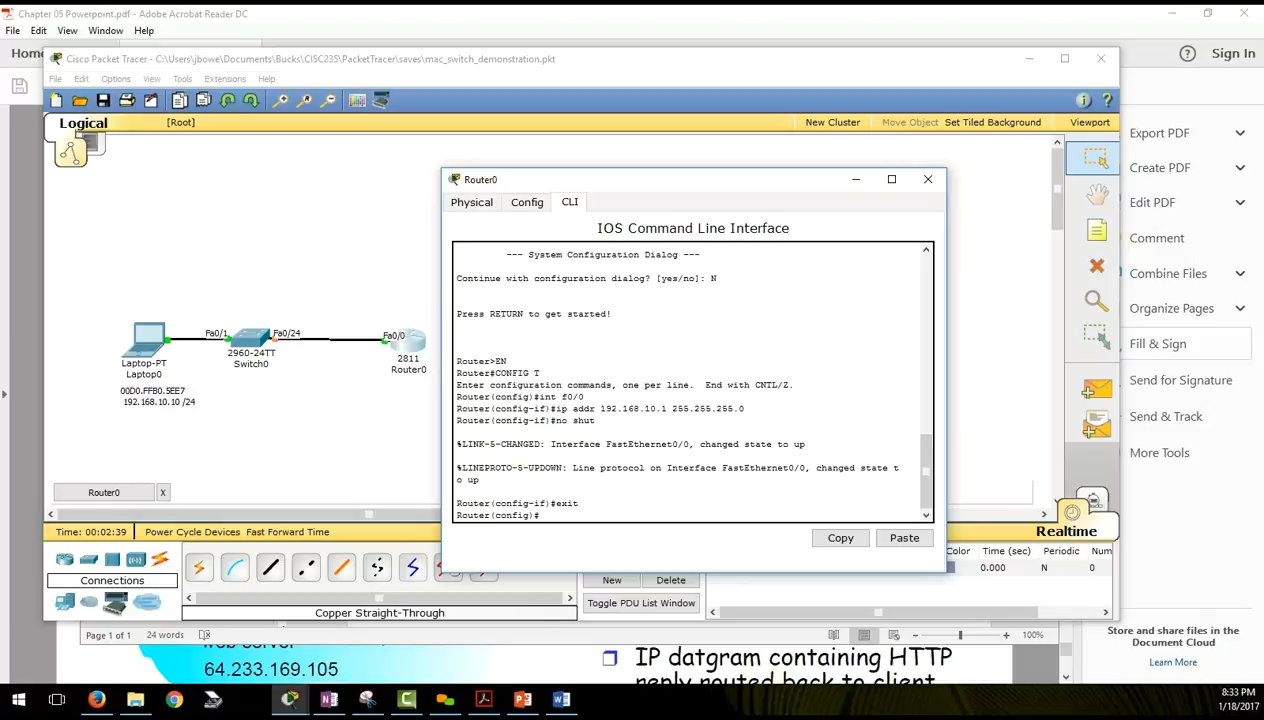 Chapter 05 Powerpoint.pdf - Adobe Acrobat Reader DC
File Edit View Window Help
Home
Sign In
Cisco Packet Tracer - C:\Users\jbowe\Documents\Bucks\CISC235\PacketTracer\saves\mac_switch_demonstration.pkt
File Edit Options View Tools Extensions Help
Logical
[Root]
New Cluster
Move Object
Set Tiled Background
Viewport
Export PDF
Create PDF
Edit PDF
Comment
Combine Files
Organize Pages
Fill & Sign
Send for Signature
Send & Track
More Tools
Store and share files in the
Document Cloud
Learn More
Router0
Physical Config CLI
IOS Command Line Interface
--- System Configuration Dialog ---
Continue with configuration dialog? [yes/no]: N
Press RETURN to get started!
Router>EN
Router#CONFIG T
Enter configuration commands, one per line. End with CNTL/Z.
Router(config)#int f0/0
Router(config-if)#ip addr 192.168.10.1 255.255.255.0
Router(config-if)#no shut
%LINK-5-CHANGED: Interface FastEthernet0/0, changed state to up
%LINEPROTO-5-UPDOWN: Line protocol on Interface FastEthernet0/0, changed state t
o up
Router(config-if)#exit
Router(config)#
Copy
Paste
Fa0/1
Fa0/24
Fa0/0
Laptop-PT
Laptop0
2960-24TT
Switch0
2811
Router0
00D0.FFB0.5EE7
192.168.10.10 /24
Router0 X
Time: 00:02:39 Power Cycle Devices Fast Forward Time
Realtime
Connections
Copper Straight-Through
New
Delete
Toggle PDU List Window
Color Time (sec) Periodic Num
0.000 N 0
Page 1 of 1 24 words
100%
64.233.169.105
IP datgram containing HTTP
reply routed back to client
8:33 PM
1/18/2017